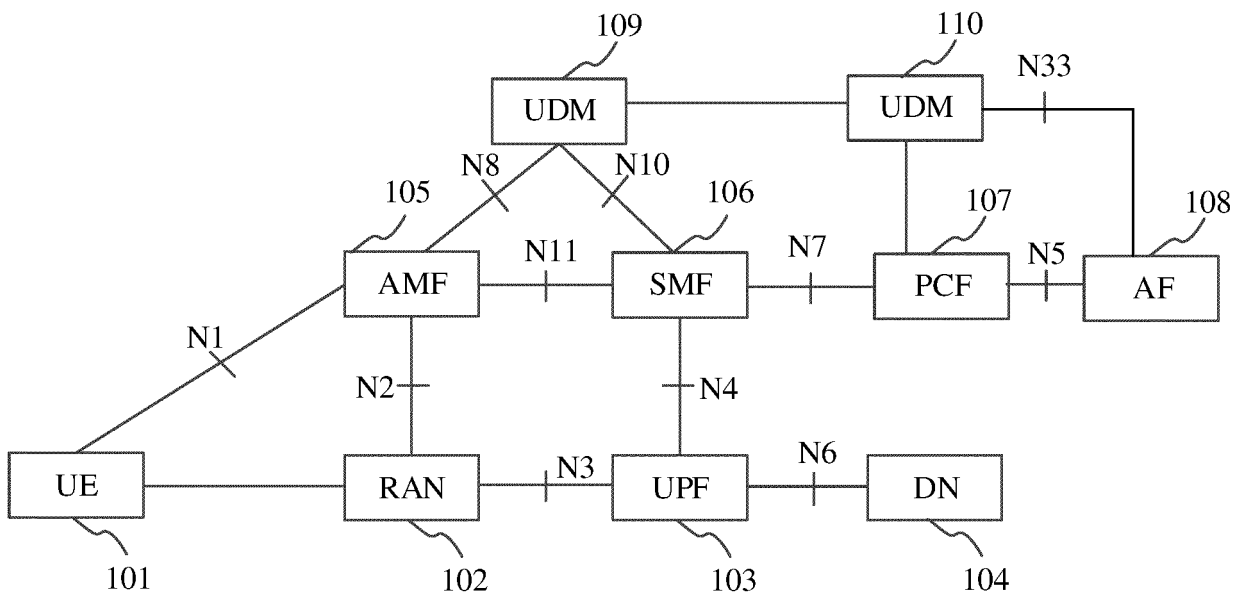 109
110
N33
UDM
UDM
N8
N10
105
106
107
108
N11
N7
N5
AMF
SMF
PCF
AF
N1
N2
N4
N3
N6
UE
RAN
UPF
DN
101
102
103
104